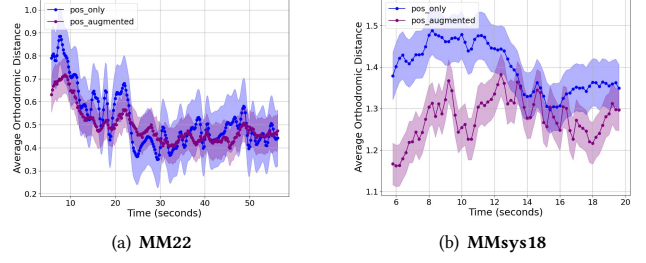 pos_only
pos_augmented
1.0
0.9
0.8
0.7
0.6
0.5
0.4
0.3
0.2
Average Orthodromic Distance
10 20 30 40 50
Time (seconds)
(a) MM22
pos_only
pos_augmented
1.5
1.4
1.3
1.2
1.1
Average Orthodromic Distance
6 8 10 12 14 16 18 20
Time (seconds)
(b) MMsys18